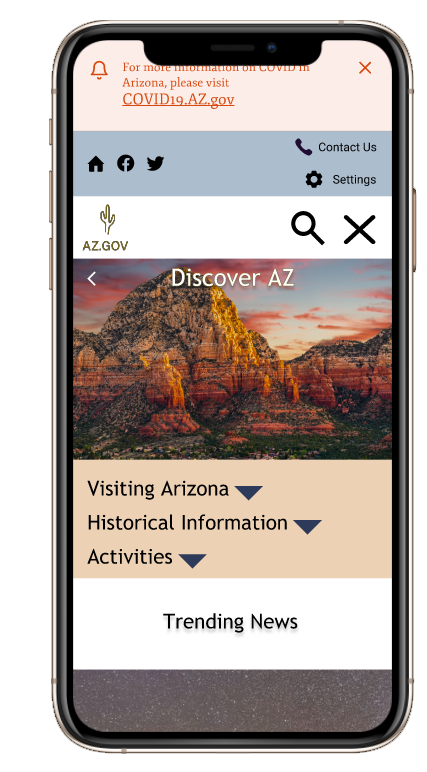 For more information on COVID in
Arizona, please visit
COVID19.AZ.gov
Contact Us
Settings
AZ.GOV
Discover AZ
Visiting Arizona
Historical Information
Activities
Trending News